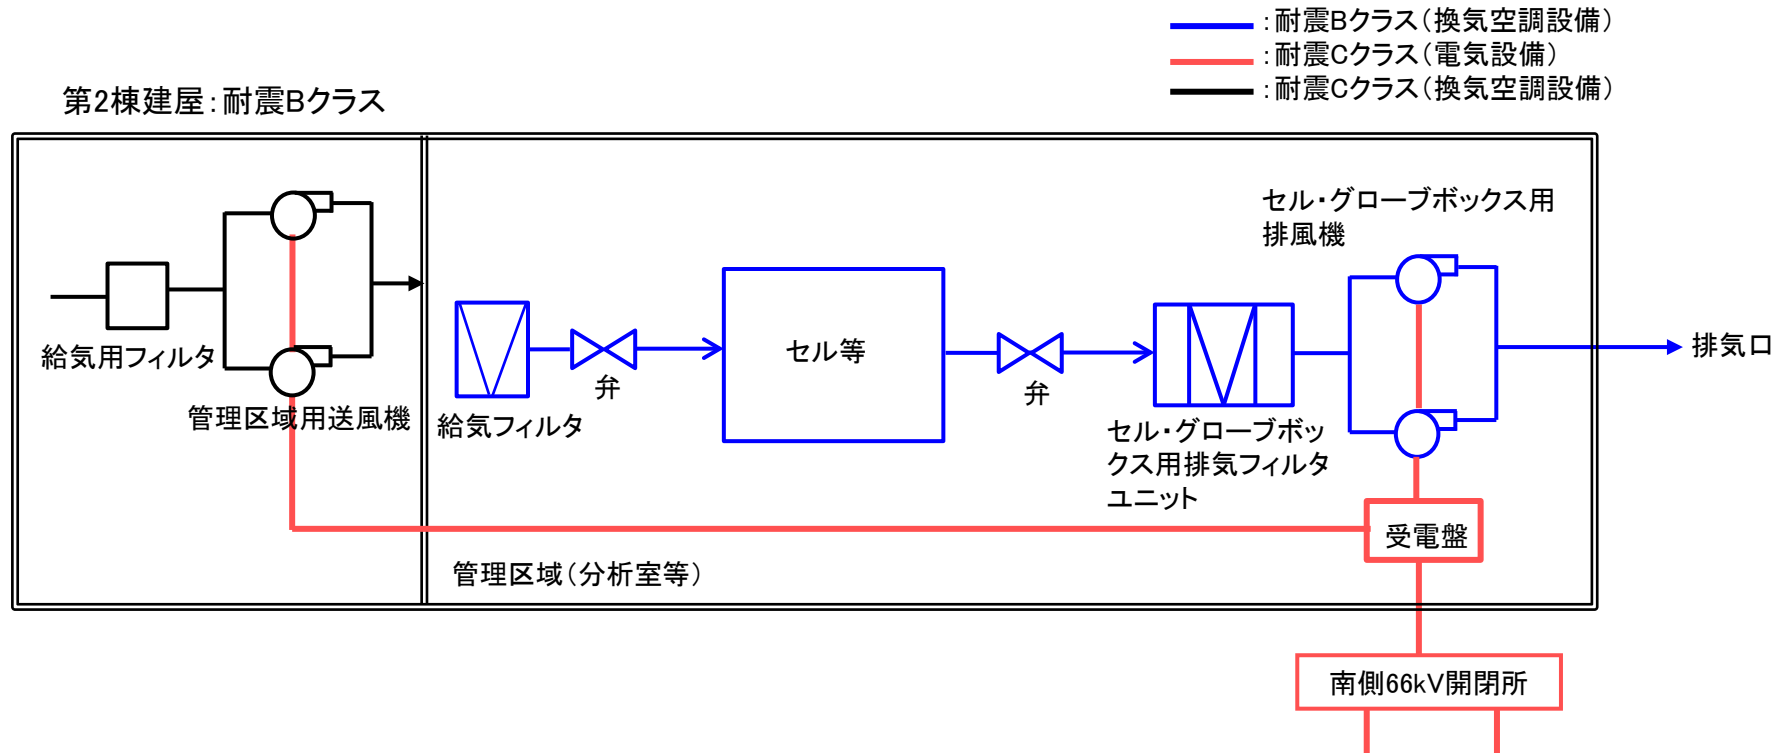 ：耐震Bクラス（換気空調設備）
：耐震Cクラス（電気設備）
：耐震Cクラス（換気空調設備）
第2棟建屋：耐震Bクラス
セル・グローブボックス用
排風機
給気用フィルタ
管理区域用送風機
給気フィルタ
弁
セル等
弁
セル・グローブボッ
クス用排気フィルタ
ユニット
排気口
受電盤
管理区域（分析室等）
南側66kV開閉所